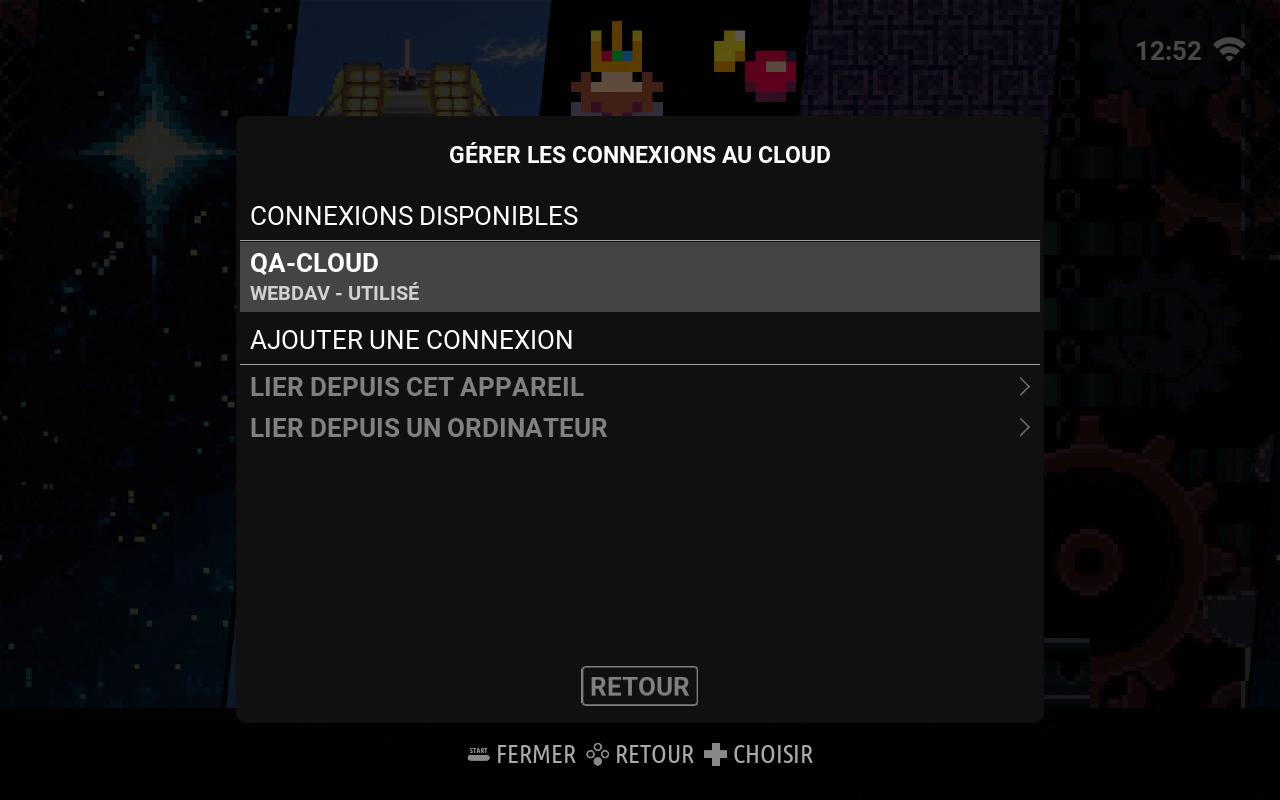 12:52
GÉRER LES CONNEXIONS AU CLOUD
CONNEXIONS DISPONIBLES
QA-CLOUD
WEBDAV - UTILISÉ
AJOUTER UNE CONNEXION
LIER DEPUIS CET APPAREIL
LIER DEPUIS UN ORDINATEUR
RETOUR
START FERMER RETOUR CHOISIR